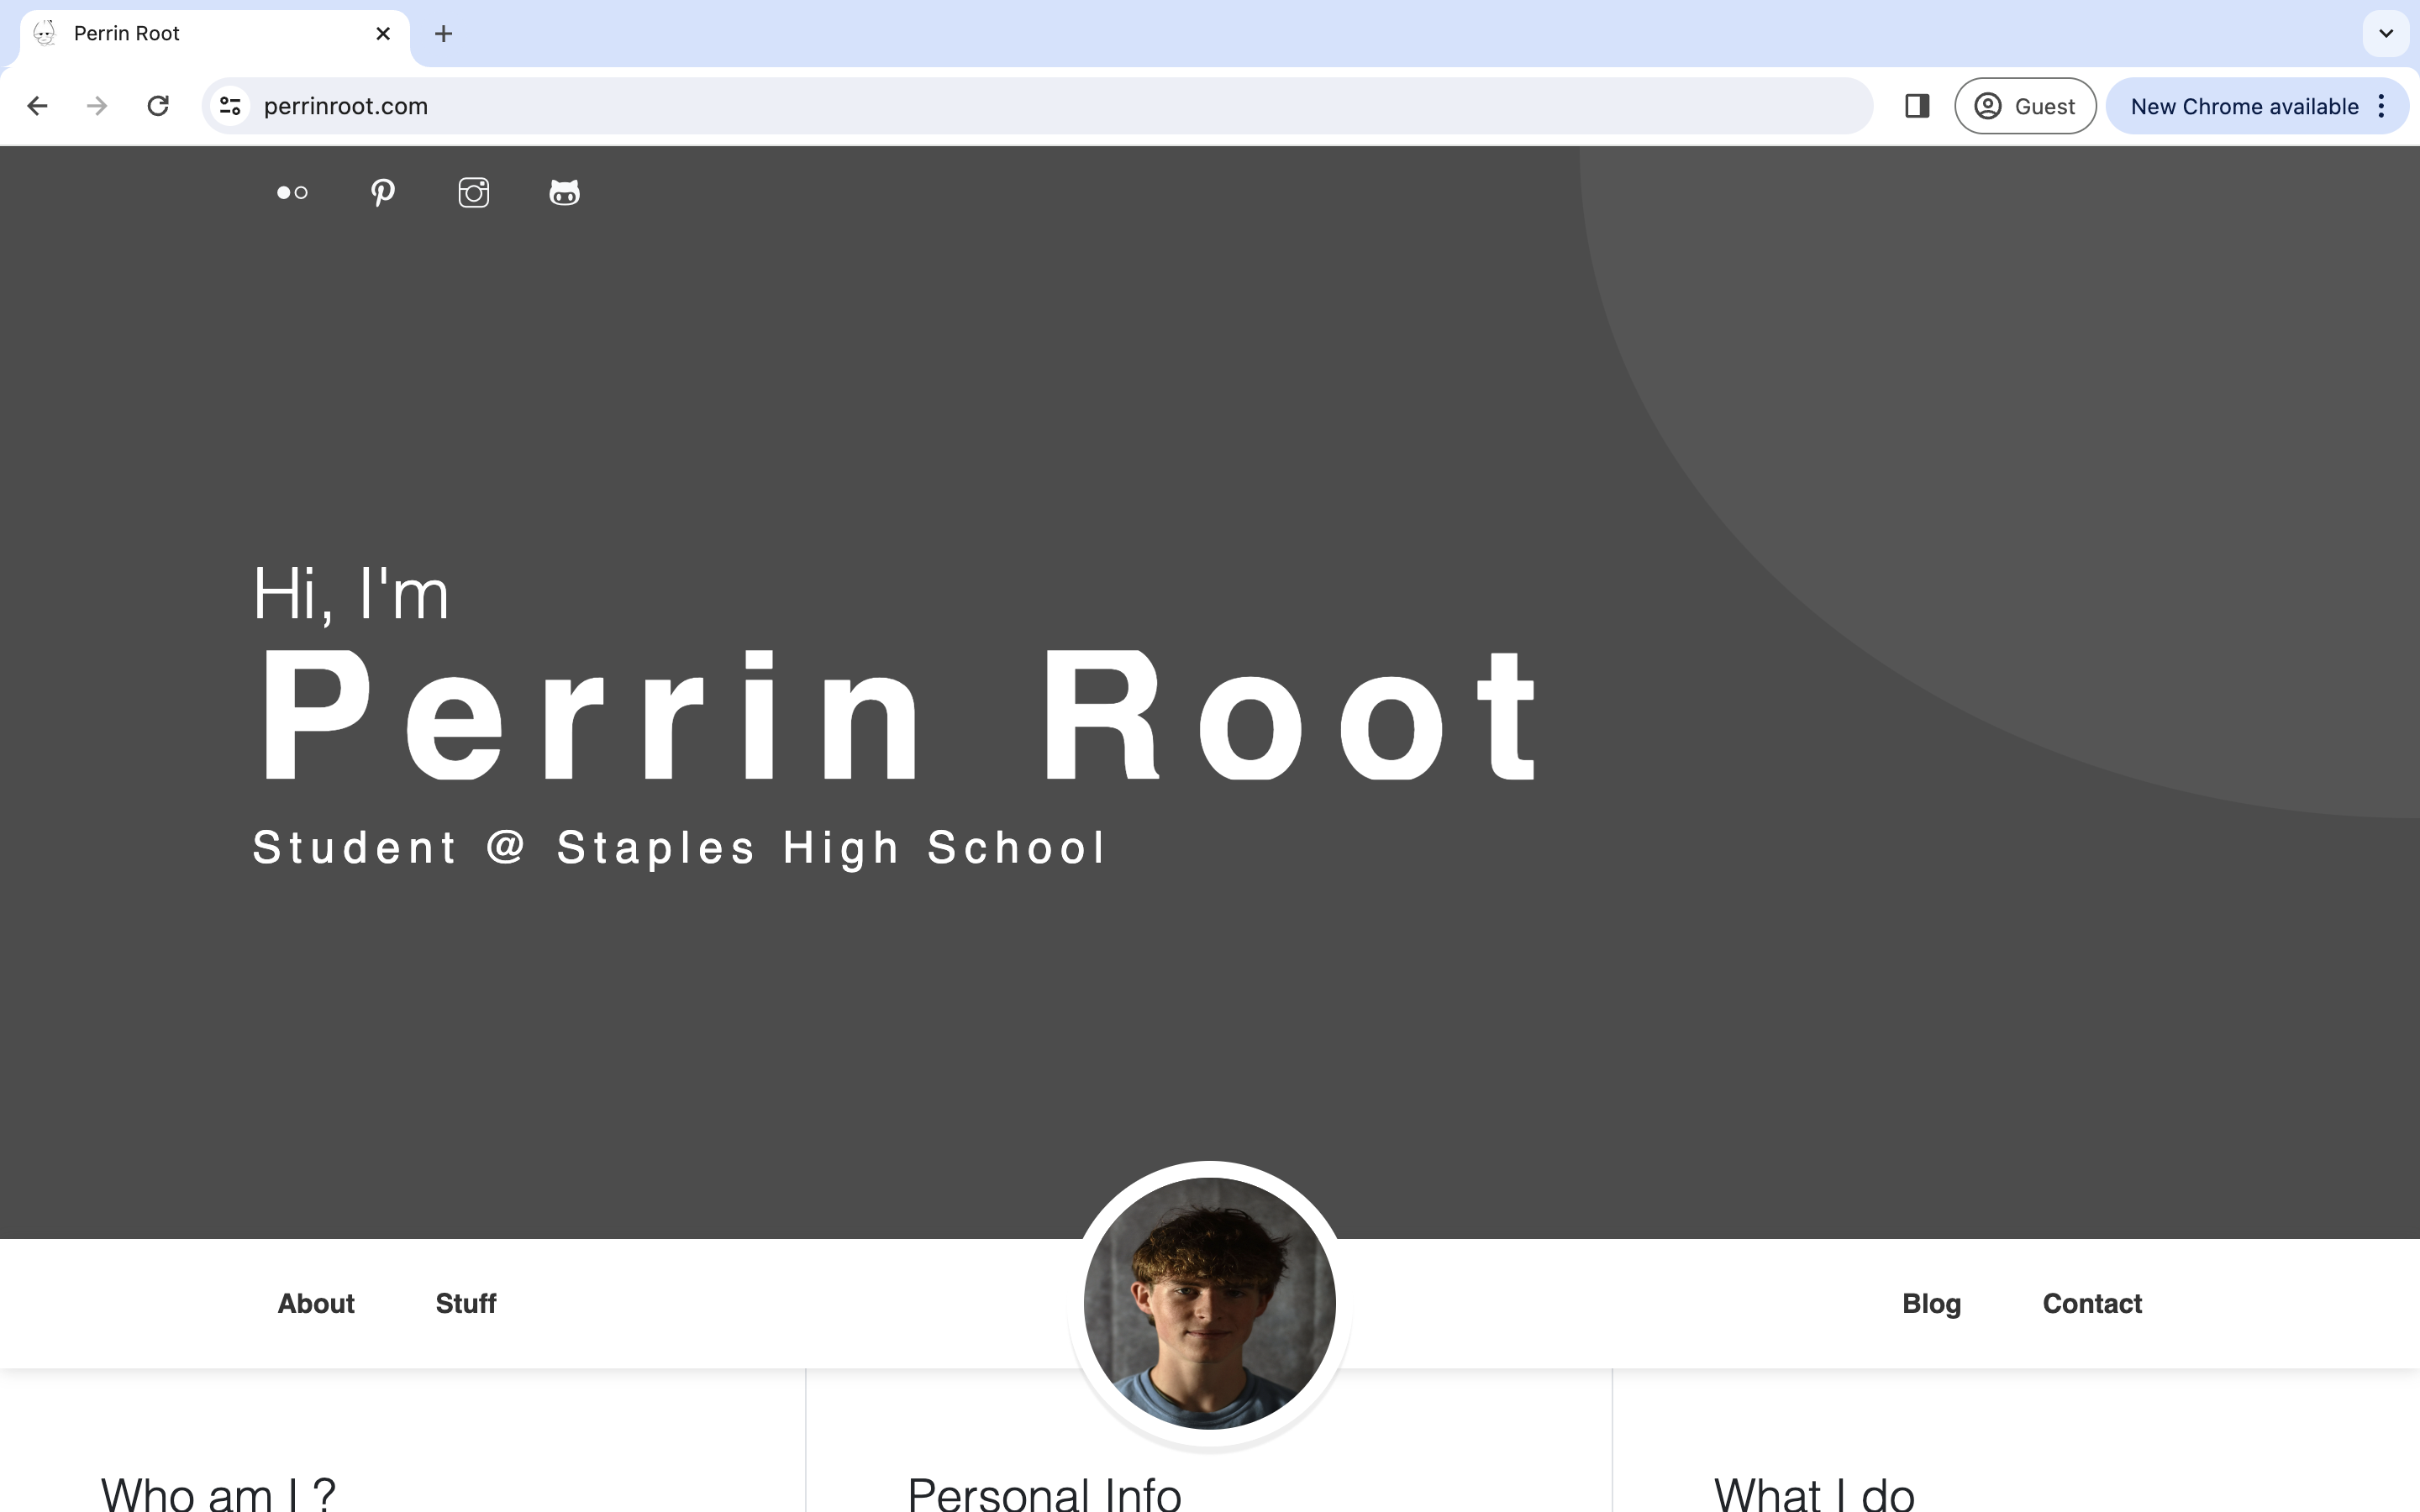 Perrin Root
perrinroot.com
Guest
New Chrome available
Hi, I'm
Perrin Root
Student @ Staples High School
About
Stuff
Blog
Contact
Who am I ?
Personal Info
What I do